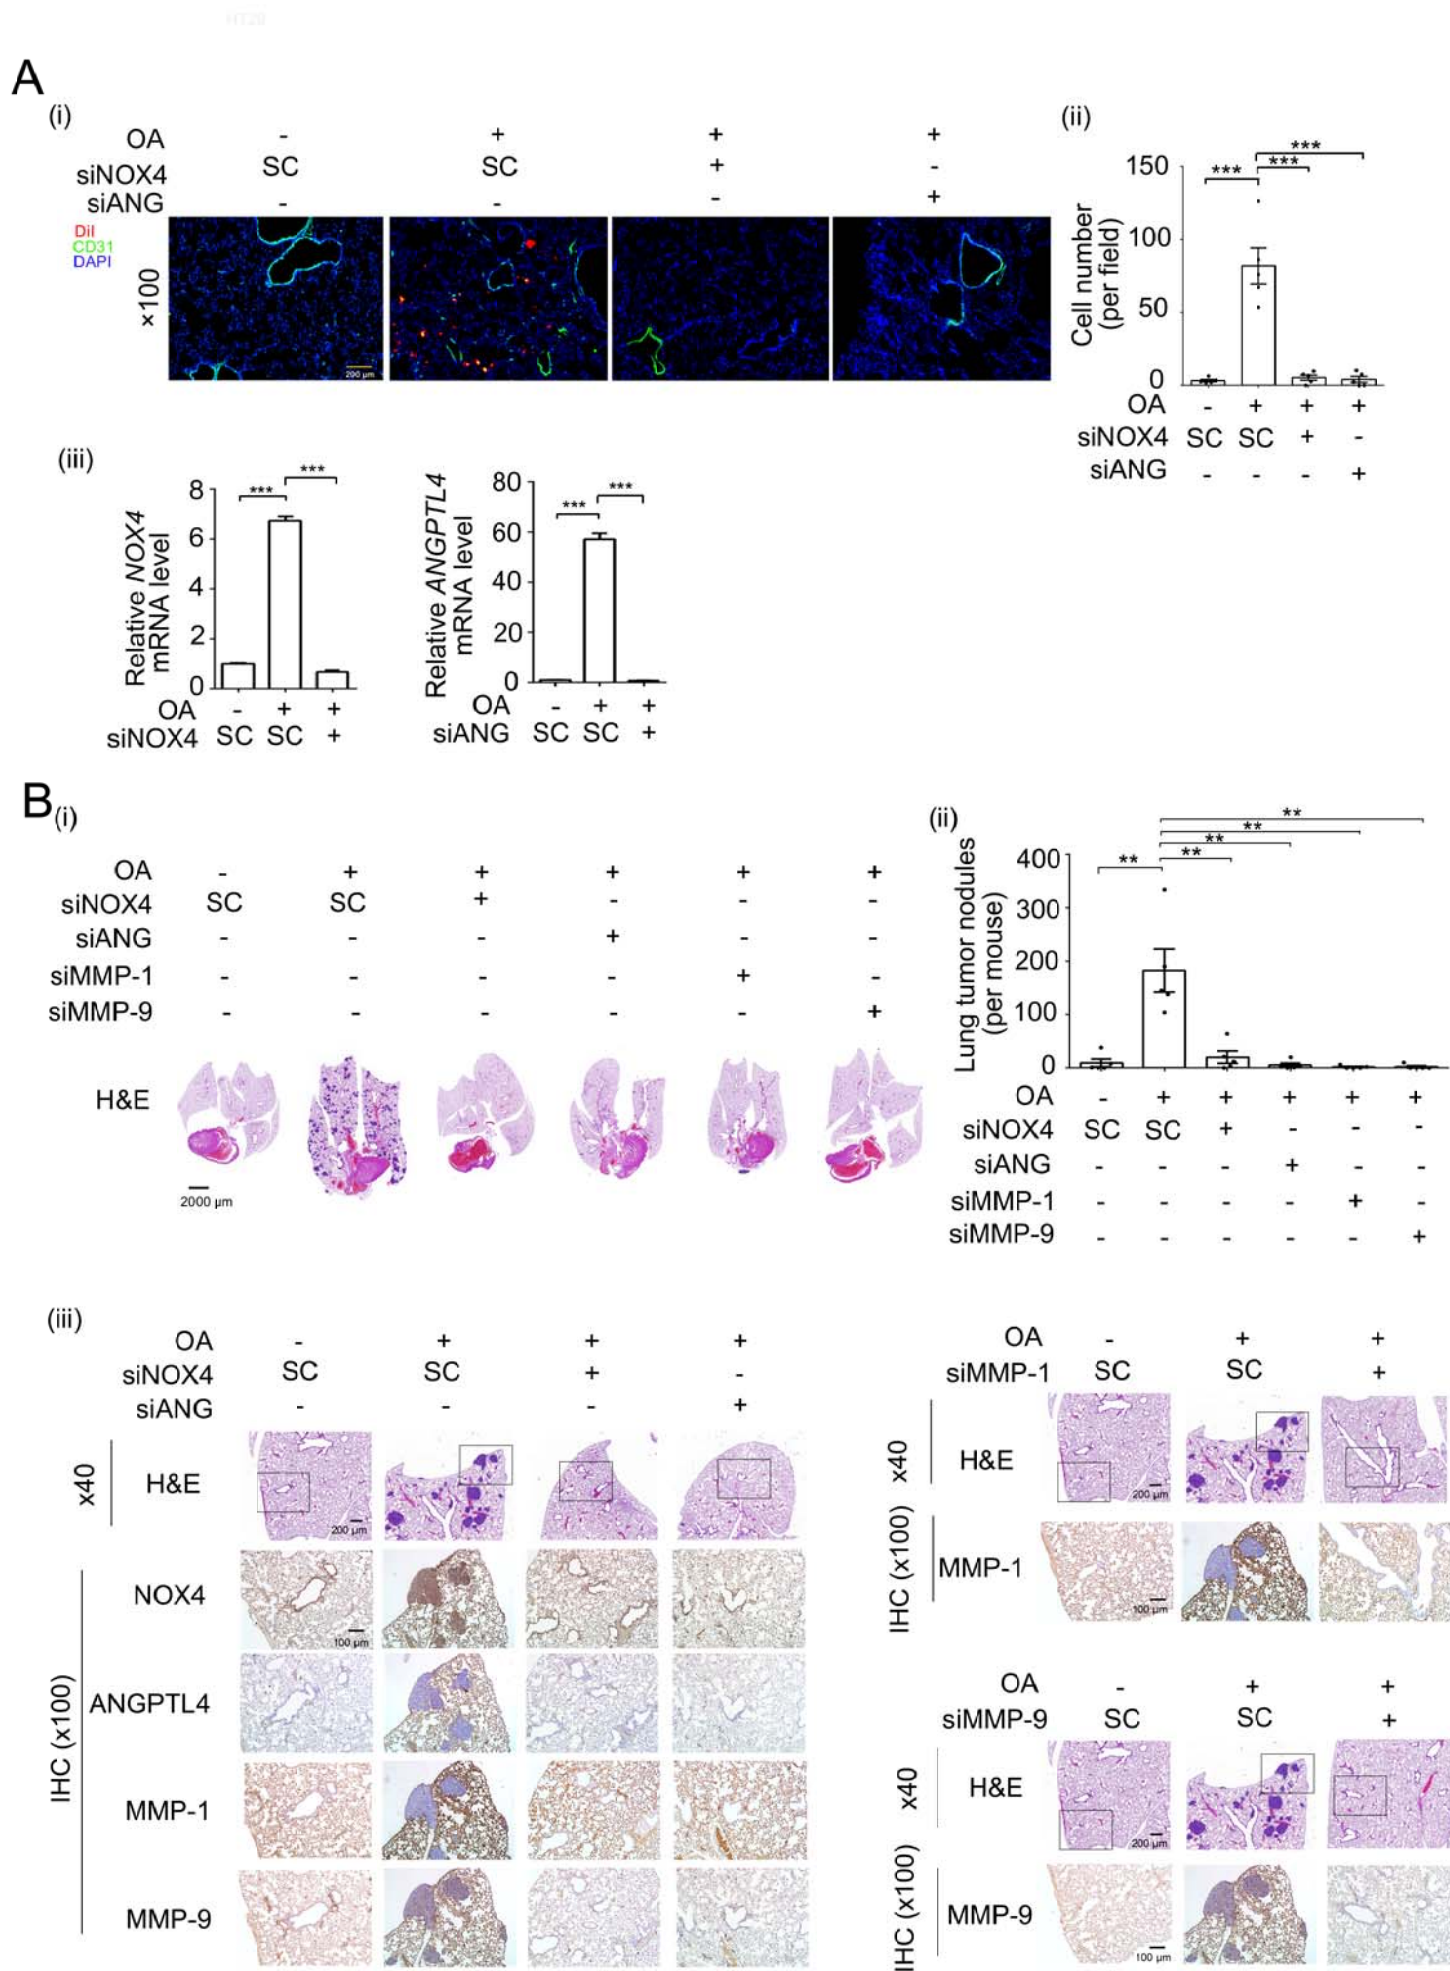 HT29
A
(i)
OA - + + +
siNOX4 SC SC + -
siANG - - - +
DiI
CD31
DAPI
×100
200 µm
(ii)
Cell number
(per field)
150
100
50
0
*** *** ***
OA - + + +
siNOX4 SC SC + -
siANG - - - +
(iii)
Relative NOX4
mRNA level
8
6
4
2
0
*** ***
OA - + +
siNOX4 SC SC +
Relative ANGPTL4
mRNA level
80
60
40
20
0
*** ***
OA - + +
siANG SC SC +
B
(i)
OA - + + + + +
siNOX4 SC SC + - - -
siANG - - - + - -
siMMP-1 - - - - + -
siMMP-9 - - - - - +
H&E
2000 µm
(ii)
Lung tumor nodules
(per mouse)
400
300
200
100
0
** ** ** ** **
OA - + + + + +
siNOX4 SC SC + - - -
siANG - - - + - -
siMMP-1 - - - - + -
siMMP-9 - - - - - +
(iii)
OA - + + +
siNOX4 SC SC + -
siANG - - - +
x40
H&E
200 µm
IHC (x100)
NOX4
100 µm
ANGPTL4
MMP-1
MMP-9
OA - + +
siMMP-1 SC SC +
x40
H&E
200 µm
IHC (x100)
MMP-1
100 µm
OA - + +
siMMP-9 SC SC +
x40
H&E
200 µm
IHC (x100)
MMP-9
100 µm